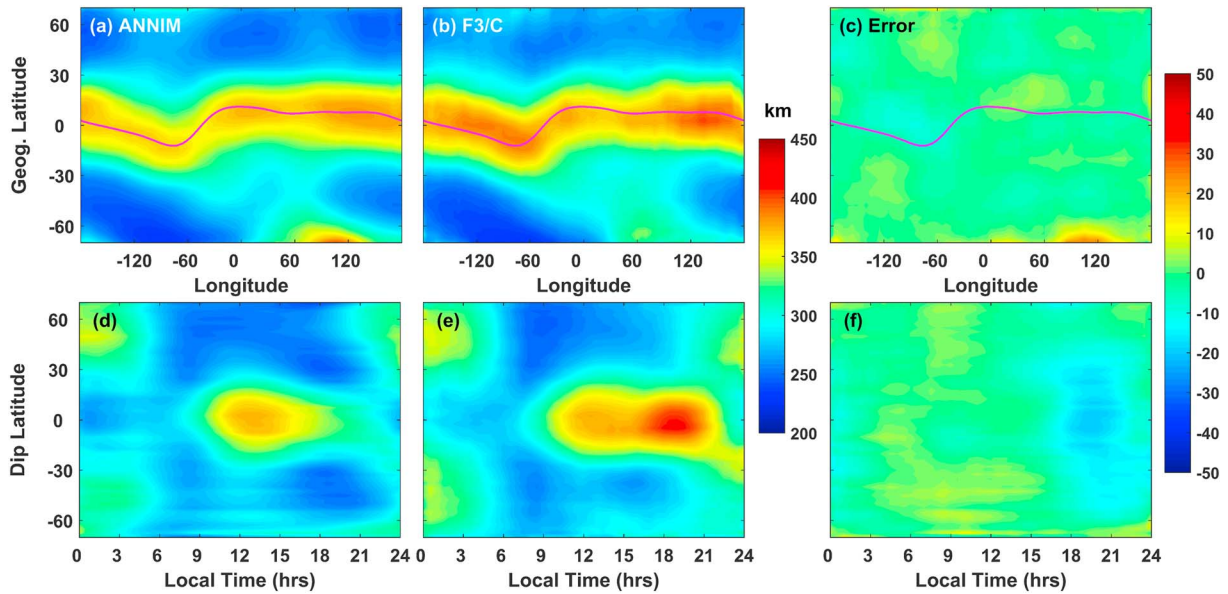 (a) ANNIM
(b) F3/C
(c) Error
Geog. Latitude
60
30
0
-30
-60
-120 -60 0 60 120
Longitude
-120 -60 0 60 120
Longitude
-120 -60 0 60 120
Longitude
km
450
400
350
300
250
200
50
40
30
20
10
0
-10
-20
-30
-40
-50
(d)
(e)
(f)
Dip Latitude
60
30
0
-30
-60
0 3 6 9 12 15 18 21 24
Local Time (hrs)
0 3 6 9 12 15 18 21 24
Local Time (hrs)
0 3 6 9 12 15 18 21 24
Local Time (hrs)